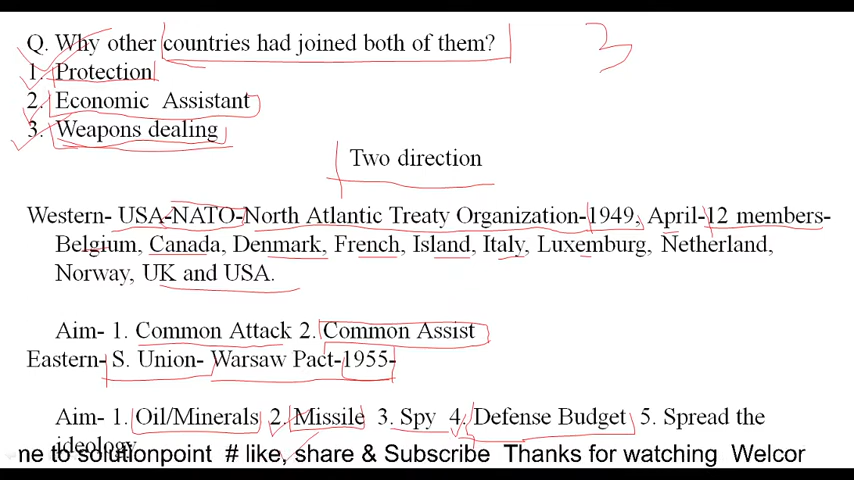 Q. Why other countries had joined both of them?
3
1. Protection
2. Economic Assistant
3. Weapons dealing
Two direction
Western- USA-NATO-North Atlantic Treaty Organization-1949, April-12 members-
Belgium, Canada, Denmark, French, Island, Italy, Luxemburg, Netherland,
Norway, UK and USA.
Aim- 1. Common Attack 2. Common Assist
Eastern- S. Union- Warsaw Pact-1955-
Aim- 1. Oil/Minerals 2. Missile 3. Spy 4. Defense Budget 5. Spread the
ideology
me to solutionpoint # like, share & Subscribe Thanks for watching Welcor